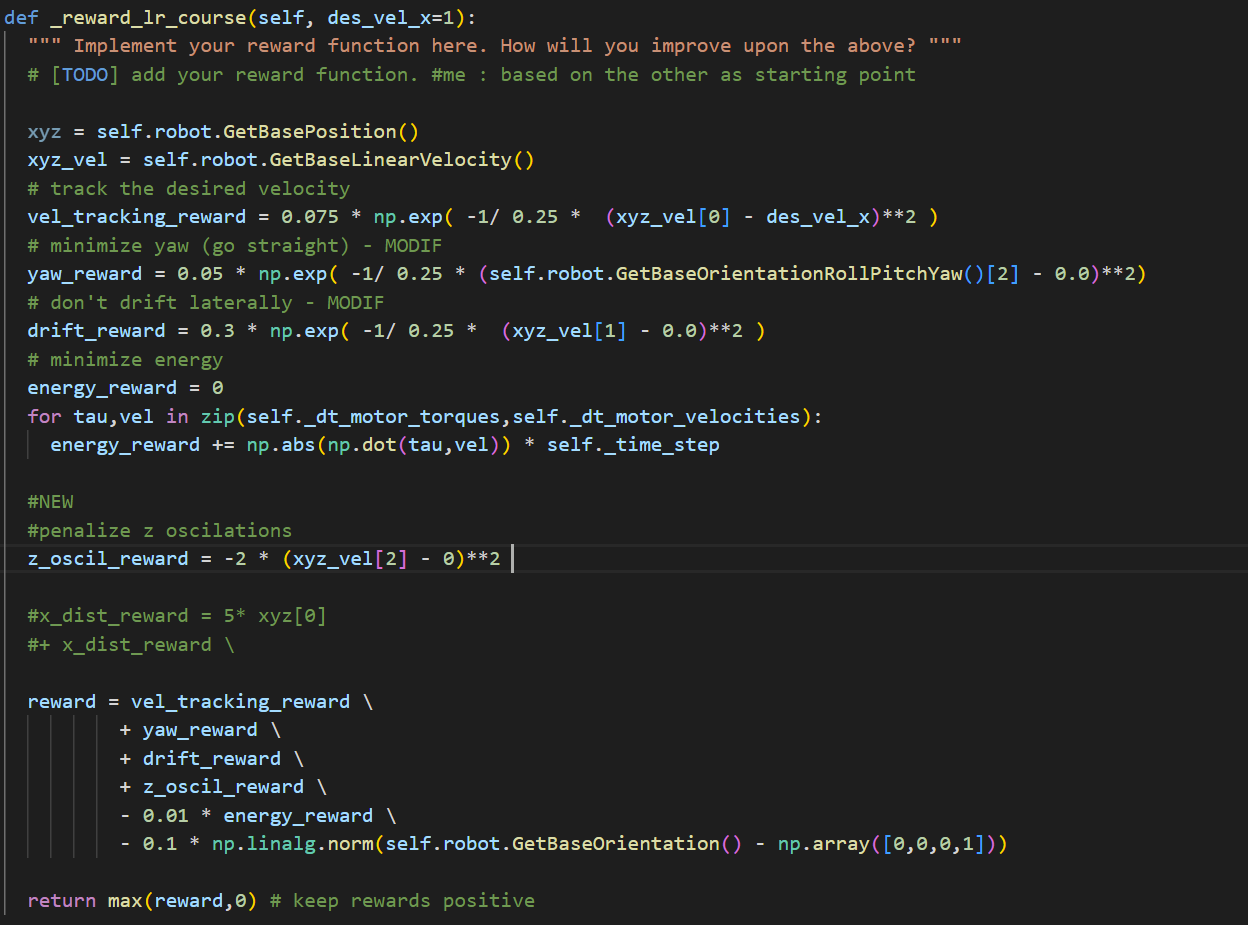 def _reward_lr_course(self, des_vel_x=1):
""" Implement your reward function here. How will you improve upon the above? """
# [TODO] add your reward function. #me : based on the other as starting point
xyz = self.robot.GetBasePosition()
xyz_vel = self.robot.GetBaseLinearVelocity()
# track the desired velocity
vel_tracking_reward = 0.075 * np.exp( -1/ 0.25 *  (xyz_vel[0] - des_vel_x)**2 )
# minimize yaw (go straight) - MODIF
yaw_reward = 0.05 * np.exp( -1/ 0.25 * (self.robot.GetBaseOrientationRollPitchYaw()[2] - 0.0)**2)
# don't drift laterally - MODIF
drift_reward = 0.3 * np.exp( -1/ 0.25 *  (xyz_vel[1] - 0.0)**2 )
# minimize energy
energy_reward = 0
for tau,vel in zip(self._dt_motor_torques,self._dt_motor_velocities):
energy_reward += np.abs(np.dot(tau,vel)) * self._time_step
#NEW
#penalize z oscilations
z_oscil_reward = -2 * (xyz_vel[2] - 0)**2
#x_dist_reward = 5* xyz[0]
#+ x_dist_reward \
reward = vel_tracking_reward \
+ yaw_reward \
+ drift_reward \
+ z_oscil_reward \
- 0.01 * energy_reward \
- 0.1 * np.linalg.norm(self.robot.GetBaseOrientation() - np.array([0,0,0,1]))
return max(reward,0) # keep rewards positive